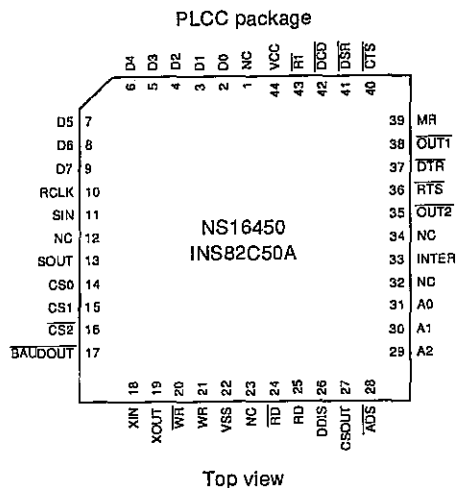 PLCC package
D4 D3 D2 D1 D0 NC VCC R1 DCD DSR CTS
6 5 4 3 2 1 44 43 42 41 40
D5 7
D6 8
D7 9
RCLK 10
SIN 11
NC 12
SOUT 13
CS0 14
CS1 15
CS2 16
BAUDOUT 17
NS16450
INS82C50A
39 MR
38 OUT1
37 DTR
36 RTS
35 OUT2
34 NC
33 INTER
32 NC
31 A0
30 A1
29 A2
18 19 20 21 22 23 24 25 26 27 28
XIN XOUT WR WR VSS NC RD RD DDIS CSOUT ADS
Top view